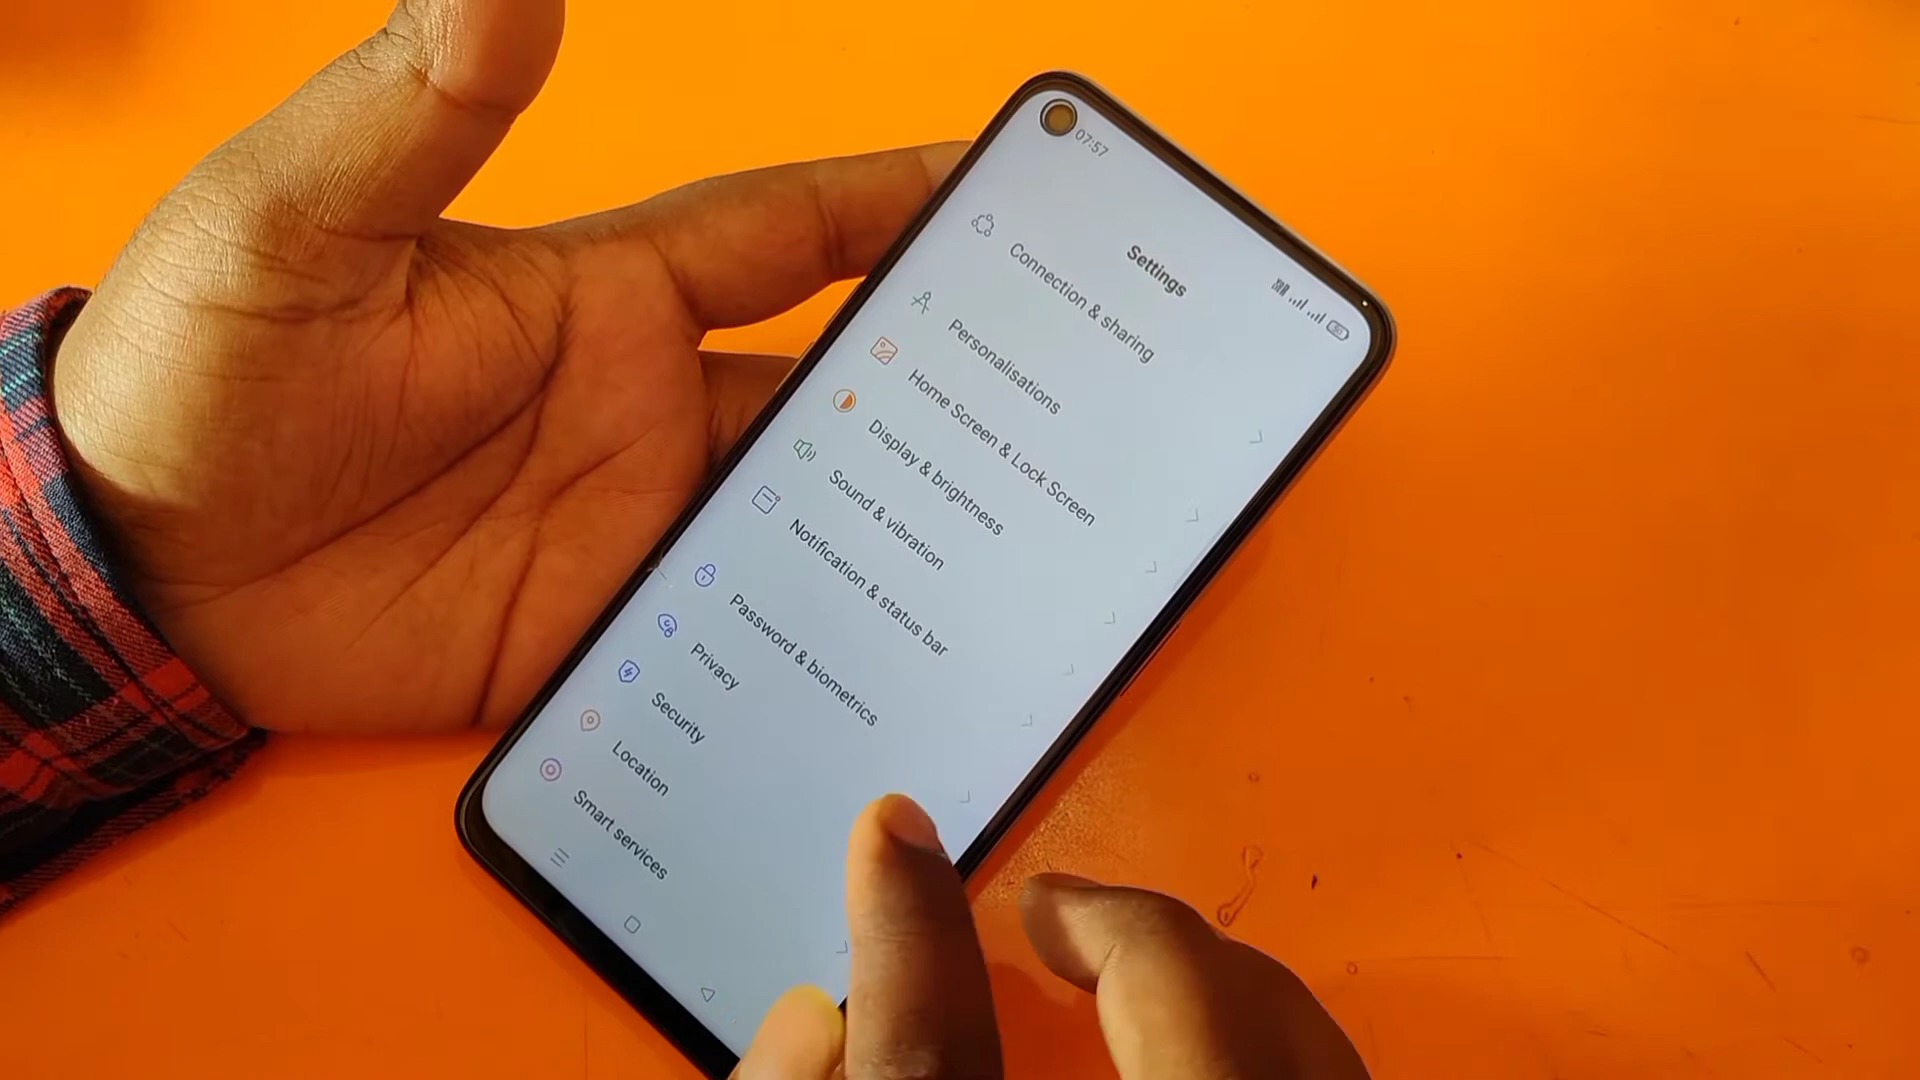 07:57
Settings
Connection & sharing
Personalisations
Home Screen & Lock Screen
Display & brightness
Sound & vibration
Notification & status bar
Password & biometrics
Privacy
Security
Location
Smart services